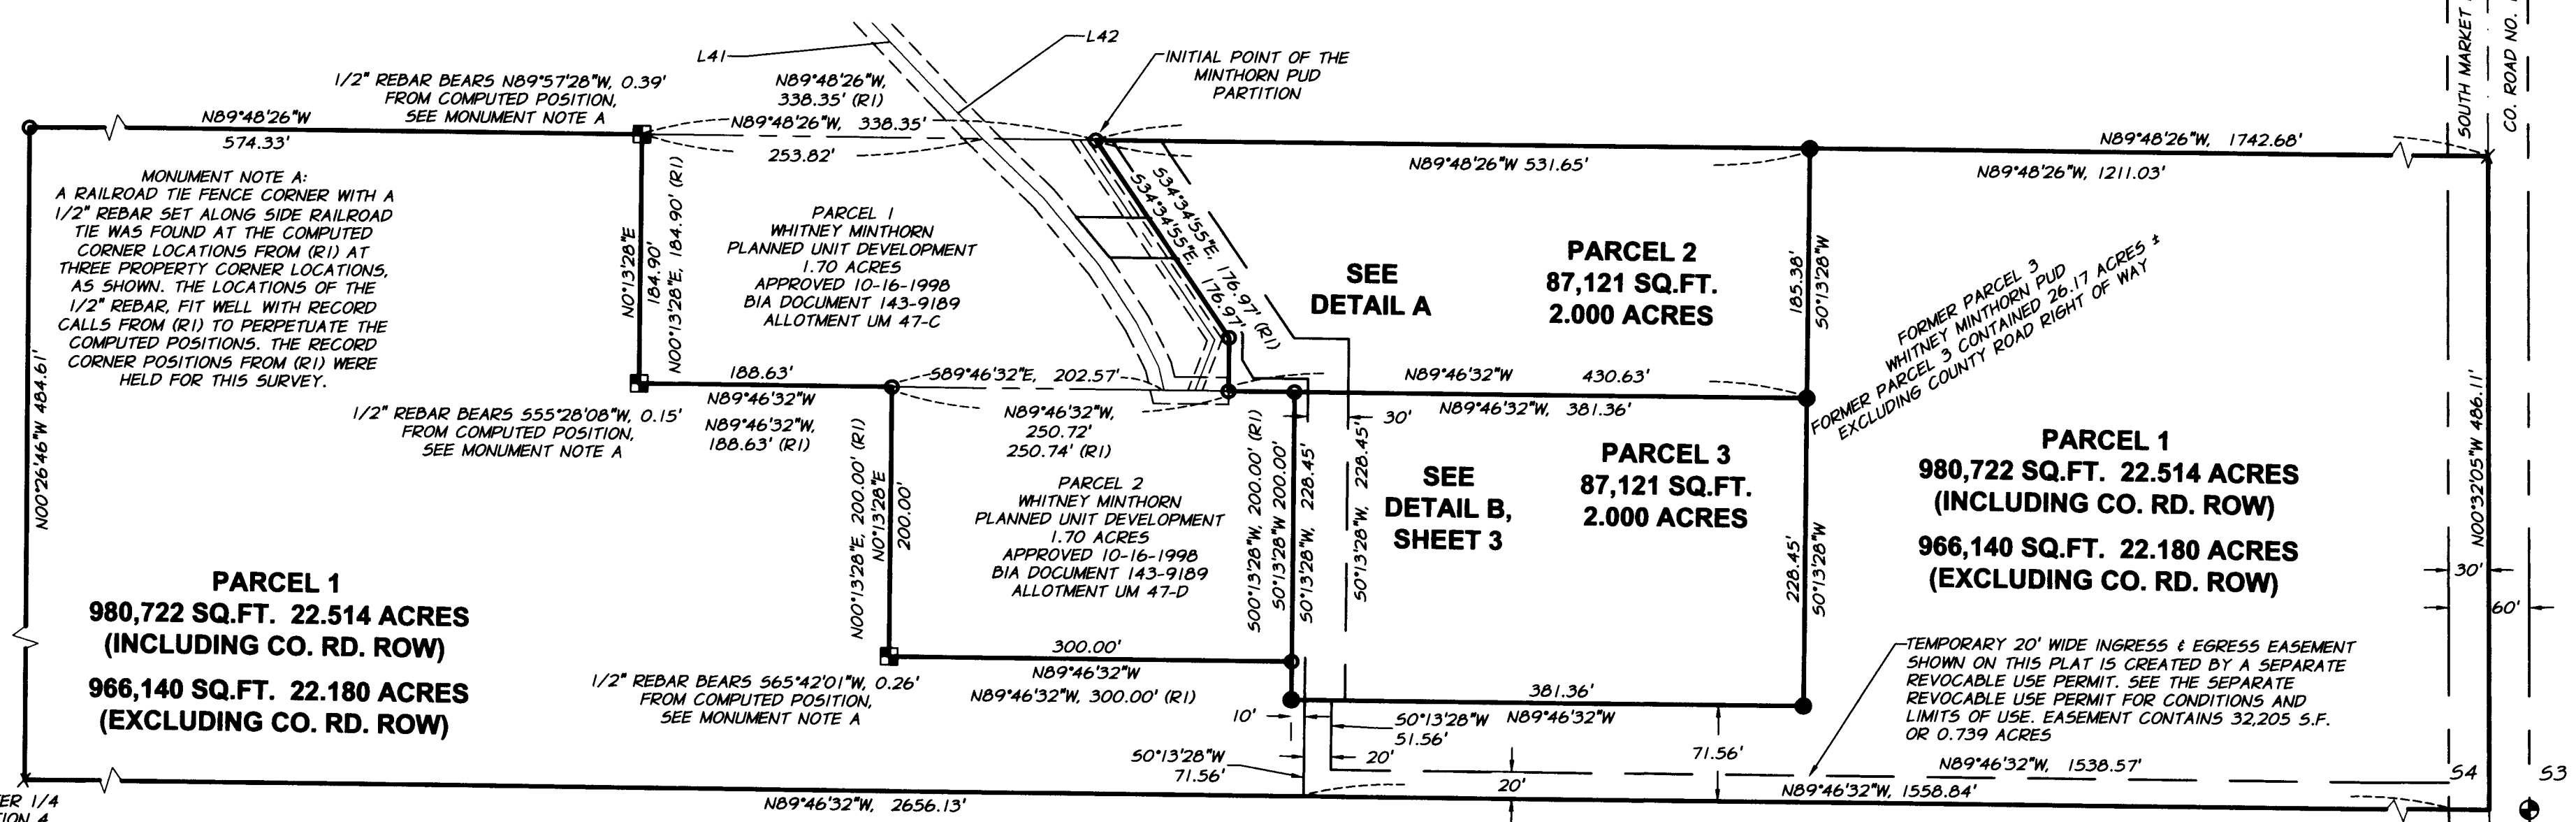 L41
L42
INITIAL POINT OF THE
MINTHORN PUD
PARTITION
1/2" REBAR BEARS N89°57'28"W, 0.39'
FROM COMPUTED POSITION,
SEE MONUMENT NOTE A
N89°48'26"W,
338.35' (R1)
N89°48'26"W, 338.35'
253.82'
N89°48'26"W
574.33'
N89°48'26"W 531.65'
N89°48'26"W, 1742.68'
N89°48'26"W, 1211.03'
SOUTH MARKET
CO. ROAD NO.
MONUMENT NOTE A:
A RAILROAD TIE FENCE CORNER WITH A
1/2" REBAR SET ALONG SIDE RAILROAD
TIE WAS FOUND AT THE COMPUTED
CORNER LOCATIONS FROM (R1) AT
THREE PROPERTY CORNER LOCATIONS,
AS SHOWN. THE LOCATIONS OF THE
1/2" REBAR, FIT WELL WITH RECORD
CALLS FROM (R1) TO PERPETUATE THE
COMPUTED POSITIONS. THE RECORD
CORNER POSITIONS FROM (R1) WERE
HELD FOR THIS SURVEY.
N00°26'46"W 484.61'
N0°13'28"E
184.90'
N00°13'28"E, 184.90' (R1)
PARCEL 1
WHITNEY MINTHORN
PLANNED UNIT DEVELOPMENT
1.70 ACRES
APPROVED 10-16-1998
BIA DOCUMENT 143-9189
ALLOTMENT UM 47-C
S34°34'55"E, 176.97'
S34°34'55"E, 176.97' (R1)
SEE
DETAIL A
PARCEL 2
87,121 SQ.FT.
2.000 ACRES
185.38'
S0°13'28"W
FORMER PARCEL 3
WHITNEY MINTHORN PUD
FORMER PARCEL 3 CONTAINED 26.17 ACRES ±
EXCLUDING COUNTY ROAD RIGHT OF WAY
188.63'
N89°46'32"W
N89°46'32"W,
188.63' (R1)
1/2" REBAR BEARS S55°28'08"W, 0.15'
FROM COMPUTED POSITION,
SEE MONUMENT NOTE A
S89°46'32"E, 202.57'
N89°46'32"W,
250.72'
250.74' (R1)
N89°46'32"W 430.63'
N89°46'32"W, 381.36'
30'
N00°13'28"E, 200.00' (R1)
N0°13'28"E
200.00'
PARCEL 2
WHITNEY MINTHORN
PLANNED UNIT DEVELOPMENT
1.70 ACRES
APPROVED 10-16-1998
BIA DOCUMENT 143-9189
ALLOTMENT UM 47-D
S00°13'28"W, 200.00' (R1)
S0°13'28"W 200.00'
S0°13'28"W, 228.45'
S0°13'28"W, 228.45'
SEE
DETAIL B,
SHEET 3
PARCEL 3
87,121 SQ.FT.
2.000 ACRES
228.45'
S0°13'28"W
PARCEL 1
980,722 SQ.FT. 22.514 ACRES
(INCLUDING CO. RD. ROW)
966,140 SQ.FT. 22.180 ACRES
(EXCLUDING CO. RD. ROW)
N00°32'05"W 486.11'
30'
60'
PARCEL 1
980,722 SQ.FT. 22.514 ACRES
(INCLUDING CO. RD. ROW)
966,140 SQ.FT. 22.180 ACRES
(EXCLUDING CO. RD. ROW)
1/2" REBAR BEARS S65°42'01"W, 0.26'
FROM COMPUTED POSITION,
SEE MONUMENT NOTE A
300.00'
N89°46'32"W
N89°46'32"W, 300.00' (R1)
381.36'
N89°46'32"W
10'
S0°13'28"W
51.56'
20'
S0°13'28"W
71.56'
71.56'
20'
TEMPORARY 20' WIDE INGRESS & EGRESS EASEMENT
SHOWN ON THIS PLAT IS CREATED BY A SEPARATE
REVOCABLE USE PERMIT. SEE THE SEPARATE
REVOCABLE USE PERMIT FOR CONDITIONS AND
LIMITS OF USE. EASEMENT CONTAINS 32,205 S.F.
OR 0.739 ACRES
N89°46'32"W, 1538.57'
N89°46'32"W, 1558.84'
N89°46'32"W, 2656.13'
S4
S3
1/4